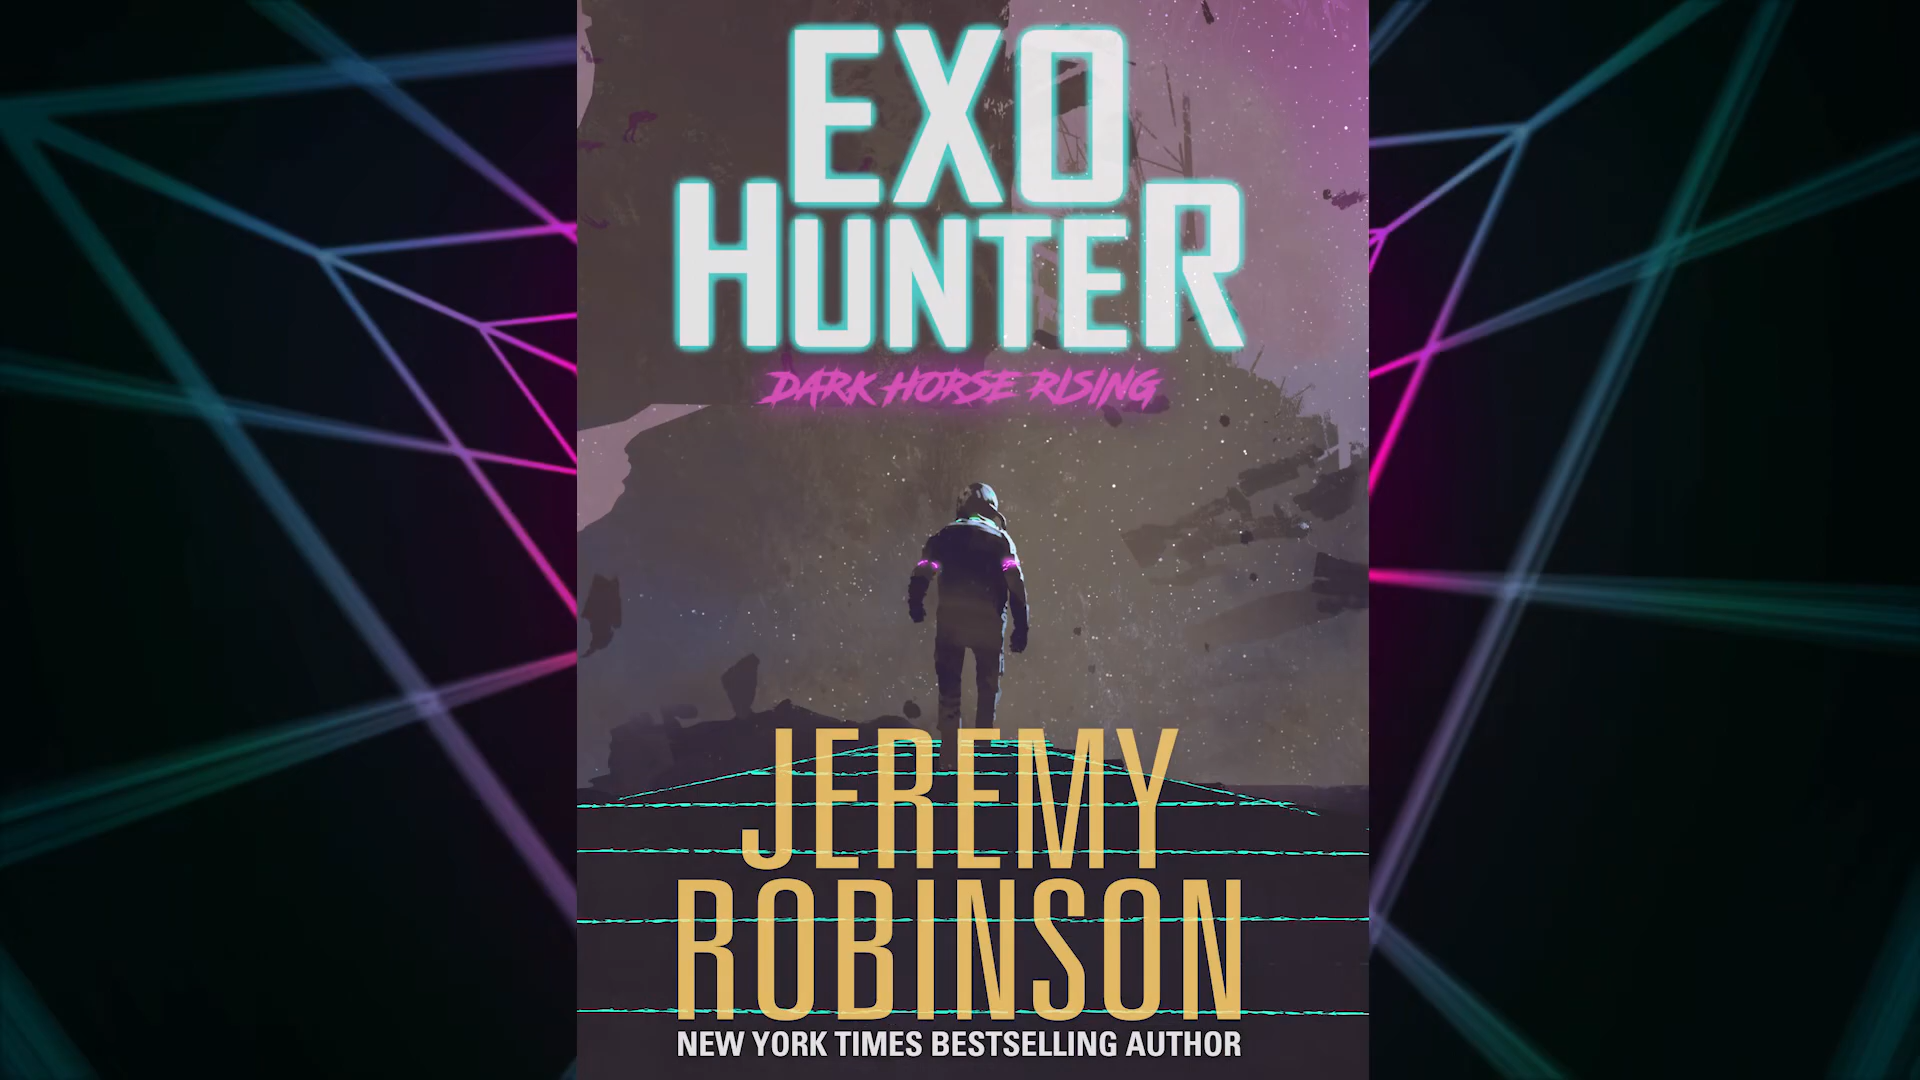 EXO
HUNTER
DARK HORSE RISING
JEREMY
ROBINSON
NEW YORK TIMES BESTSELLING AUTHOR